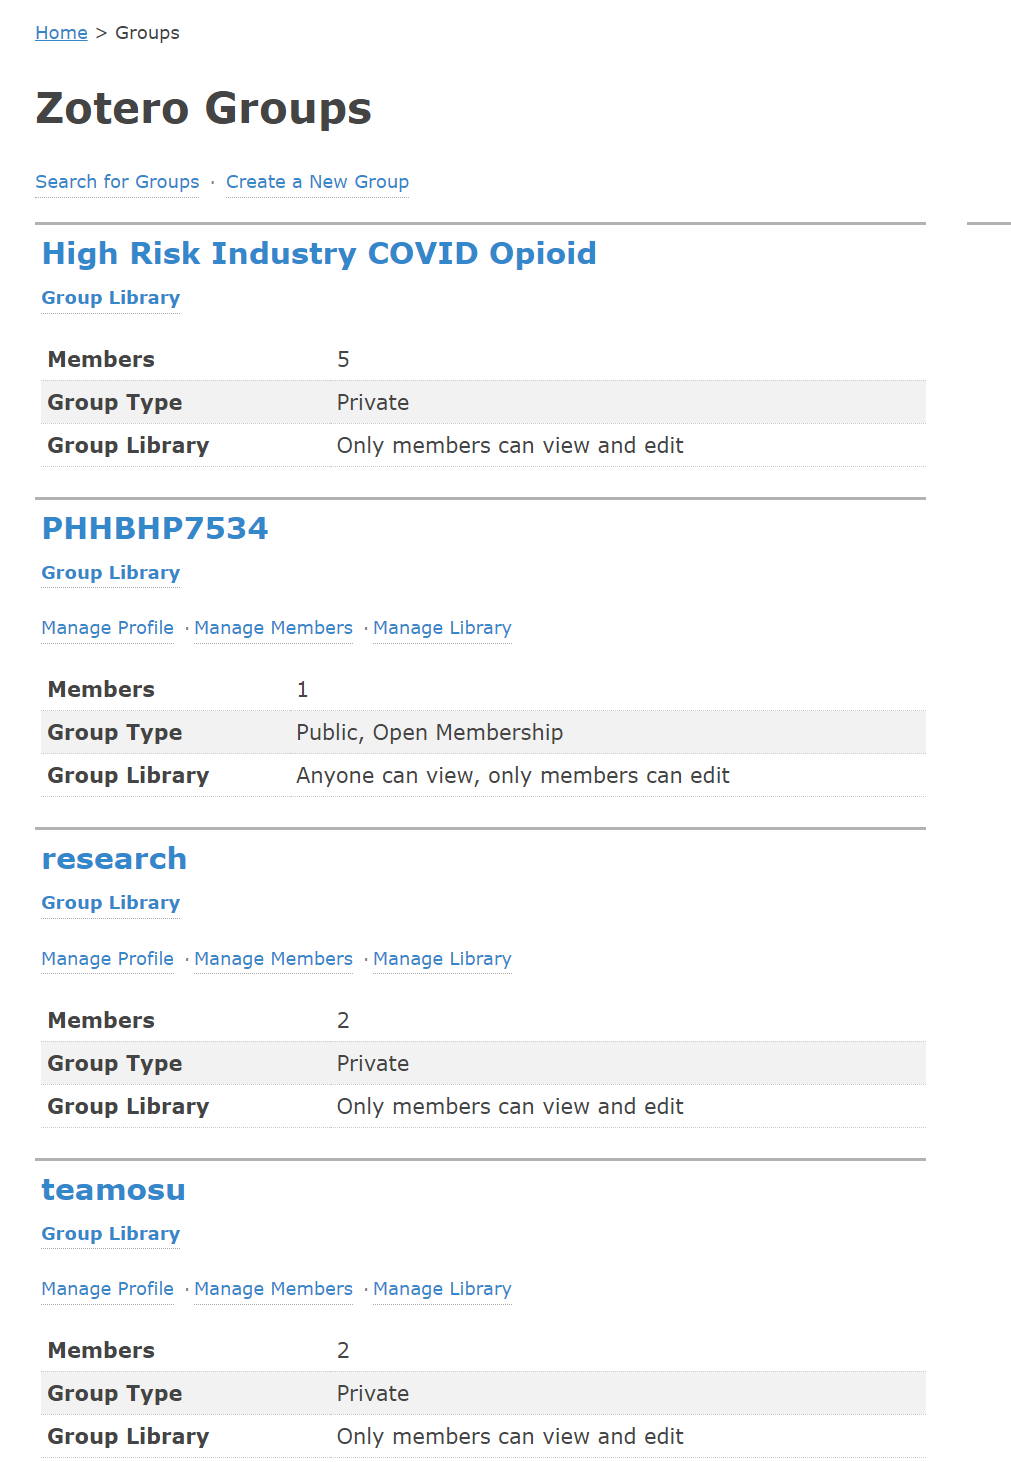 Home > Groups
Zotero Groups
Search for Groups · Create a New Group
High Risk Industry COVID Opioid
Group Library
Members 5
Group Type Private
Group Library Only members can view and edit
PHHBHP7534
Group Library
Manage Profile · Manage Members · Manage Library
Members 1
Group Type Public, Open Membership
Group Library Anyone can view, only members can edit
research
Group Library
Manage Profile · Manage Members · Manage Library
Members 2
Group Type Private
Group Library Only members can view and edit
teamosu
Group Library
Manage Profile · Manage Members · Manage Library
Members 2
Group Type Private
Group Library Only members can view and edit